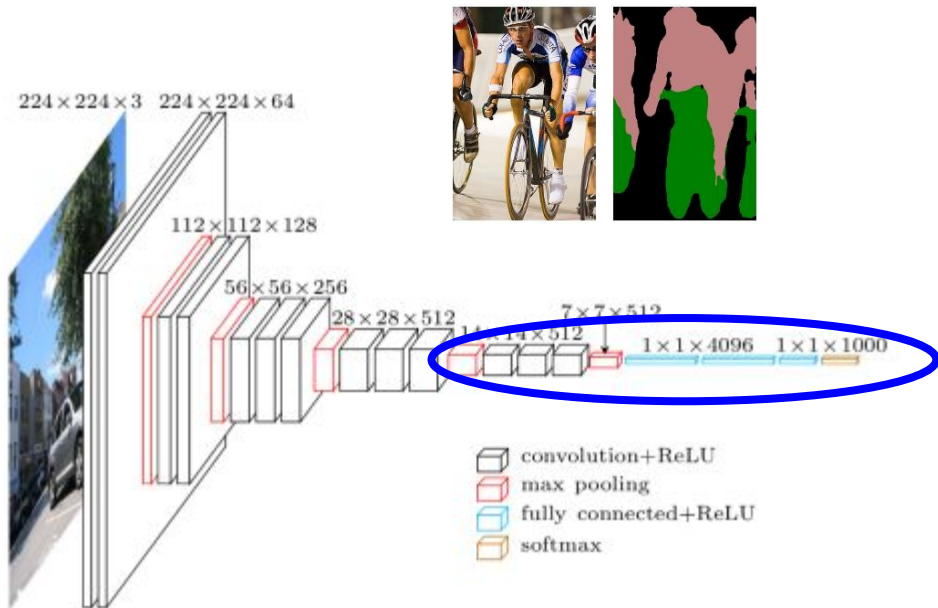 224×224×3
224×224×64
112×112×128
56×56×256
28×28×512
14×14×512
7×7×512
1×1×4096
1×1×1000
convolution+ReLU
max pooling
fully connected+ReLU
softmax